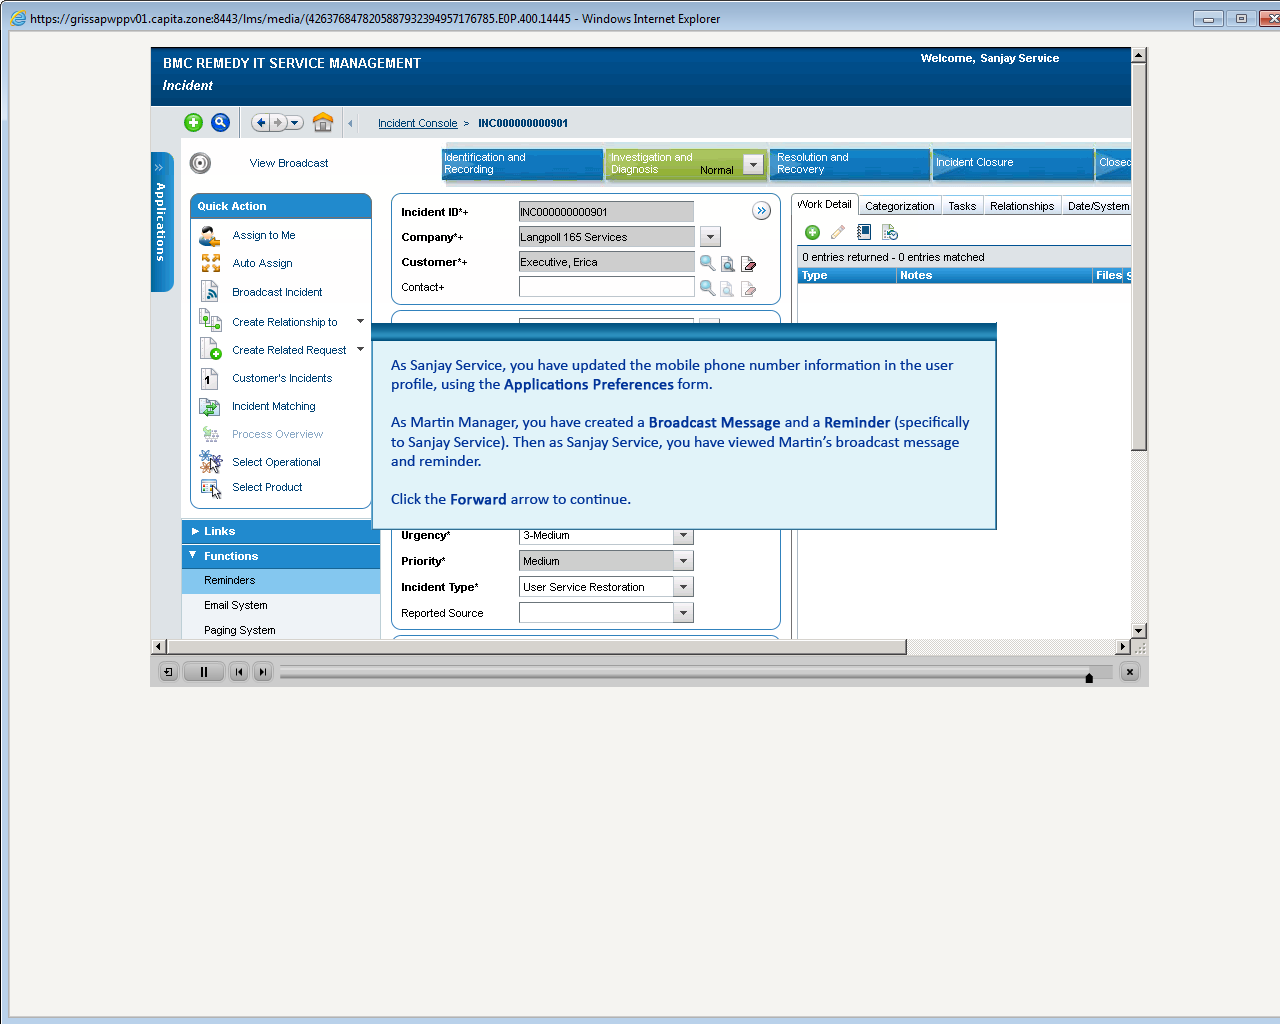 https://grissapwppv01.capita.zone:8443/lms/media/(4263768478205887932394957176785.E0P.400.14445 - Windows Internet Explorer
BMC REMEDY IT SERVICE MANAGEMENT
Welcome, Sanjay Service
Incident
Incident Console > INC000000000901
Applications
View Broadcast
Identification and
Recording
Investigation and
Diagnosis
Normal
Resolution and
Recovery
Incident Closure
Closed
Quick Action
Assign to Me
Auto Assign
Broadcast Incident
Create Relationship to
Create Related Request
Customer's Incidents
Incident Matching
Process Overview
Select Operational
Select Product
Links
Functions
Reminders
Email System
Paging System
Incident ID*+ INC000000000901
Company*+ Langpoll 165 Services
Customer*+ Executive, Erica
Contact+
Work Detail Categorization Tasks Relationships Date/System
0 entries returned - 0 entries matched
Type Notes Files S
As Sanjay Service, you have updated the mobile phone number information in the user
profile, using the Applications Preferences form.
As Martin Manager, you have created a Broadcast Message and a Reminder (specifically
to Sanjay Service). Then as Sanjay Service, you have viewed Martin's broadcast message
and reminder.
Click the Forward arrow to continue.
Urgency* 3-Medium
Priority* Medium
Incident Type* User Service Restoration
Reported Source